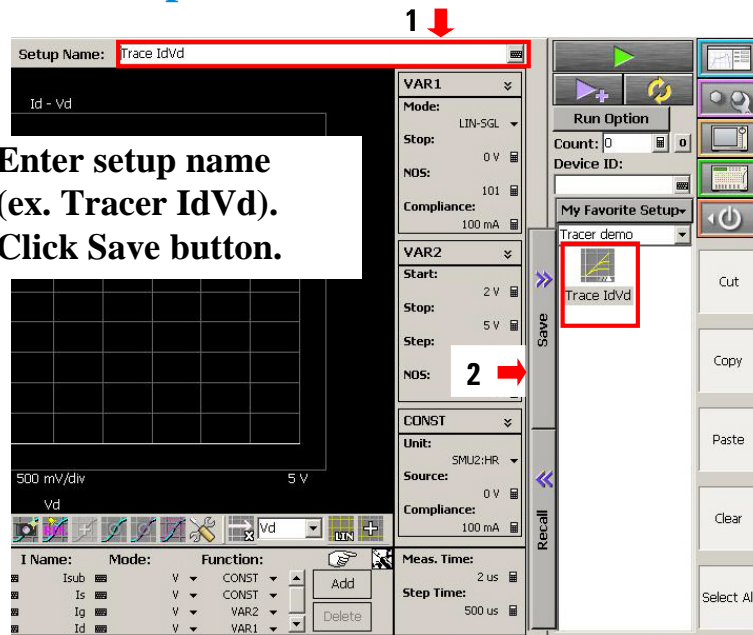 1
Setup Name: Trace IdVd
Id - Vd
Enter setup name
(ex. Tracer IdVd).
Click Save button.
500 mV/div
5 V
Vd
Vd
LIN
VAR1
Mode:
LIN-SGL
Stop:
0 V
NOS:
101
Compliance:
100 mA
VAR2
Start:
2 V
Stop:
5 V
Step:
NOS:
2
CONST
Unit:
SMU2:HR
Source:
0 V
Compliance:
100 mA
Save
Recall
Run Option
Count: 0
0
Device ID:
My Favorite Setup
Tracer demo
Trace IdVd
Cut
Copy
Paste
Clear
Select Al
I Name: Mode: Function:
Isub V CONST
Is V CONST
Ig V VAR2
Id V VAR1
Add
Delete
Meas. Time:
2 us
Step Time:
500 us